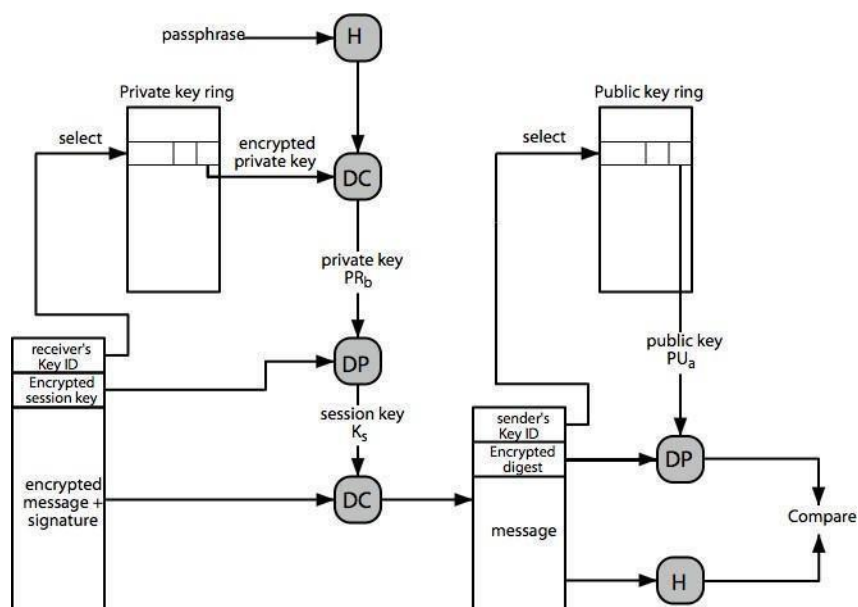 passphrase
H
Private key ring
Public key ring
select
encrypted
private key
DC
select
private key
PRb
public key
PUa
receiver's
Key ID
Encrypted
session key
DP
session key
Ks
sender's
Key ID
Encrypted
digest
DP
encrypted
message +
signature
DC
message
Compare
H